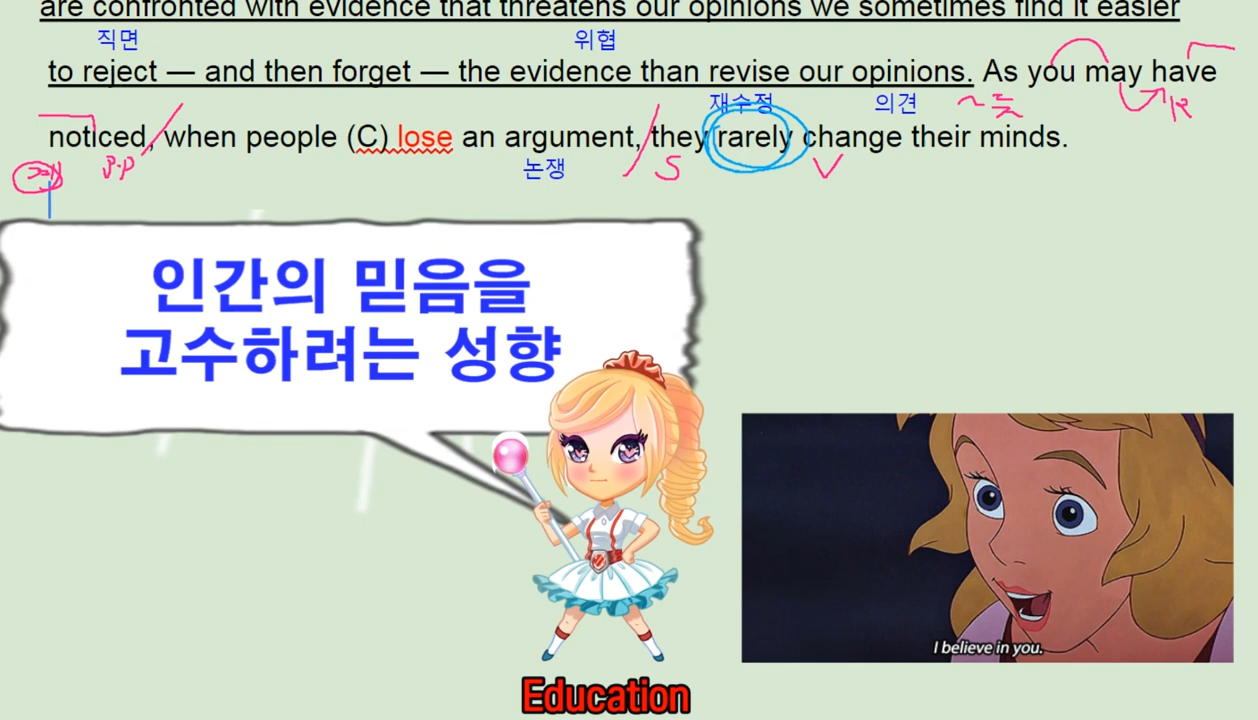 are confronted with evidence that threatens our opinions we sometimes find it easier
직면 위협
to reject — and then forget — the evidence than revise our opinions. As you may have
재수정 의견 ~듯
noticed, when people (C) lose an argument, they rarely change their minds.
P.P 논쟁 S V
인간의 믿음을
고수하려는 성향
I believe in you.
Education